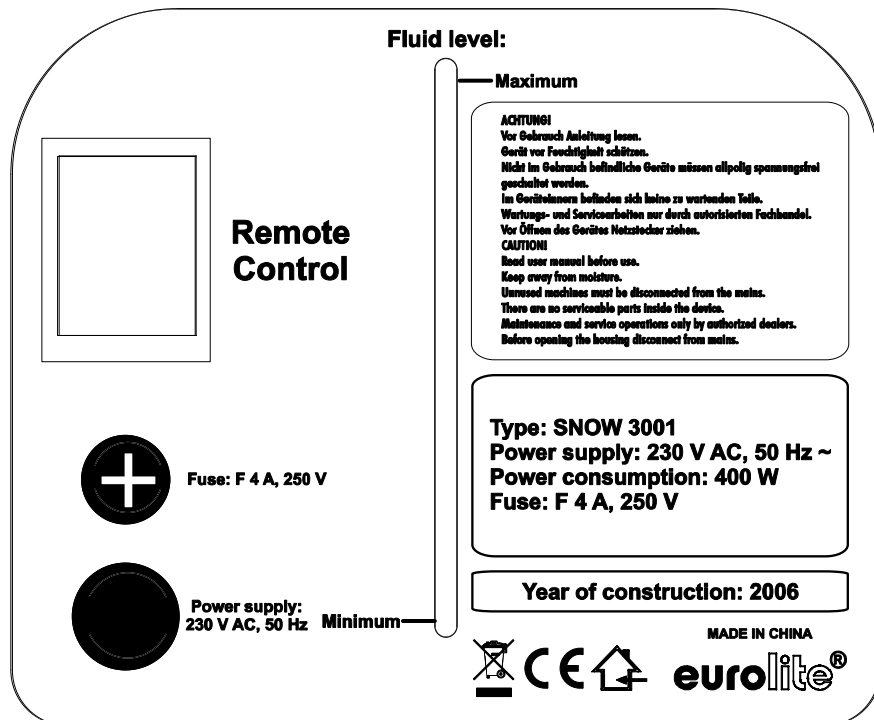 Fluid level:
Maximum
ACHTUNG!
Vor Gebrauch Anleitung lesen.
Gerät vor Feuchtigkeit schützen.
Nicht im Gebrauch befindliche Geräte müssen allpolig spannungsfrei
geschaltet werden.
Im Geräteinnern befinden sich keine zu wartenden Teile.
Wartungs- und Servicearbeiten nur durch autorisierten Fachhandel.
Vor Öffnen des Gerätes Netzstecker ziehen.
CAUTION!
Read user manual before use.
Keep away from moisture.
Unnused machines must be disconnected from the mains.
There are no serviceable parts inside the device.
Maintenance and service operations only by authorized dealers.
Before opening the housing disconnect from mains.
Remote
Control
Type: SNOW 3001
Power supply: 230 V AC, 50 Hz ~
Power consumption: 400 W
Fuse: F 4 A, 250 V
Fuse: F 4 A, 250 V
Year of construction: 2006
Power supply:
230 V AC, 50 Hz
Minimum
MADE IN CHINA
CE
eurolite®